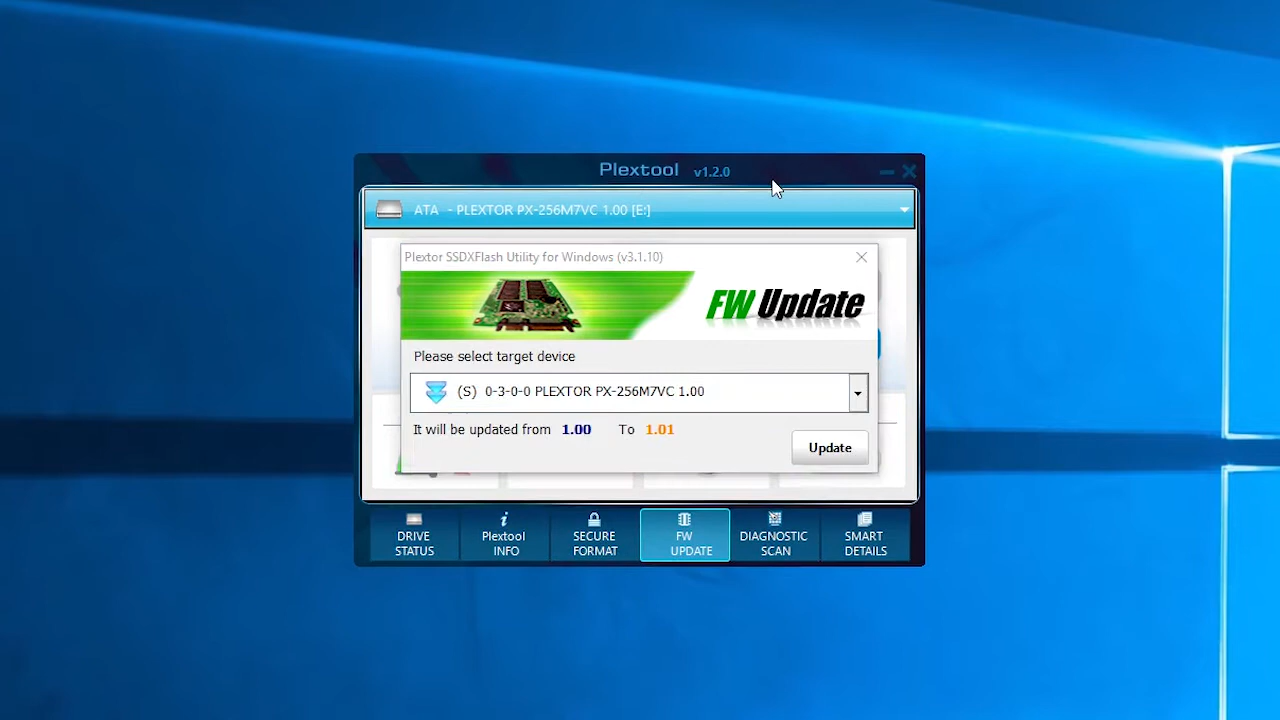 Plextool v1.2.0
ATA - PLEXTOR PX-256M7VC 1.00 [E:]
Plextor SSDXFlash Utility for Windows (v3.1.10)
FW Update
Please select target device
(S) 0-3-0-0 PLEXTOR PX-256M7VC 1.00
It will be updated from 1.00 To 1.01
Update
DRIVE
STATUS
Plextool
INFO
SECURE
FORMAT
FW
UPDATE
DIAGNOSTIC
SCAN
SMART
DETAILS